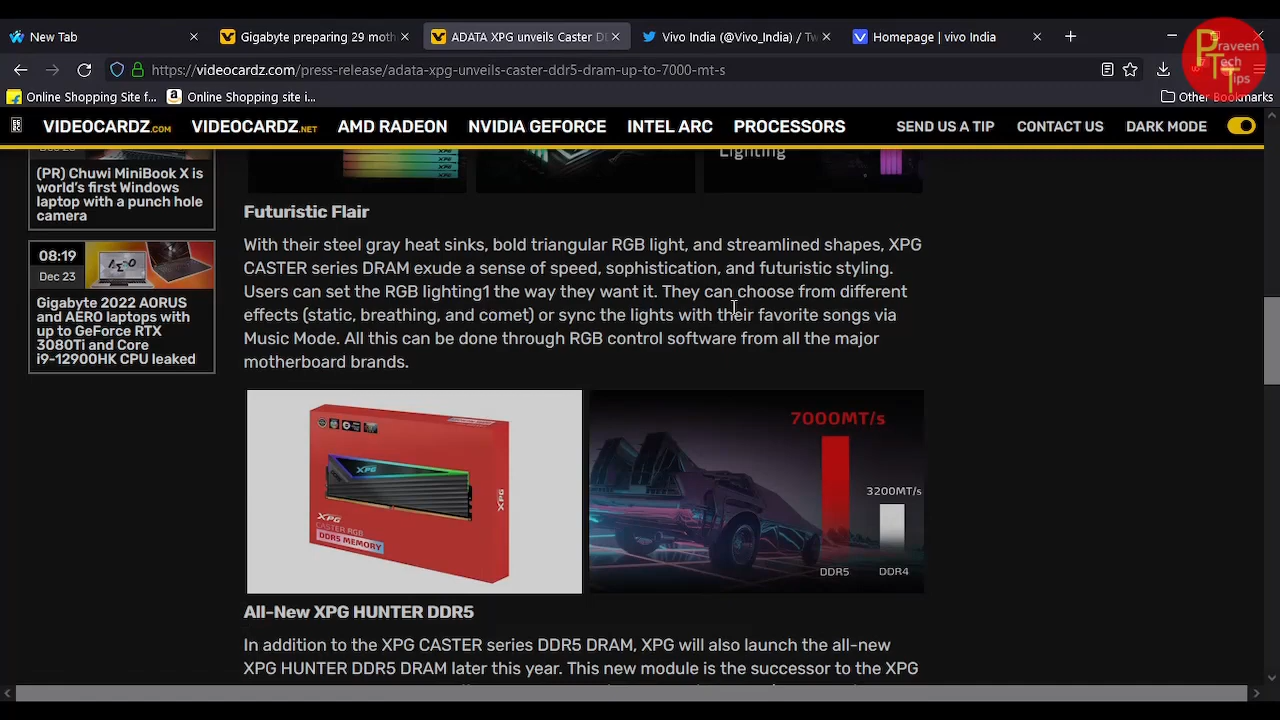 New Tab
Gigabyte preparing 29 moth
ADATA XPG unveils Caster D
Vivo India (@Vivo_India) / Tw
Homepage | vivo India
Praveen
Tech
Tips
https://videocardz.com/press-release/adata-xpg-unveils-caster-ddr5-dram-up-to-7000-mt-s
Online Shopping Site f...
Online Shopping site i...
Other Bookmarks
VIDEOCARDZ.COM
VIDEOCARDZ.NET
AMD RADEON
NVIDIA GEFORCE
INTEL ARC
PROCESSORS
SEND US A TIP
CONTACT US
DARK MODE
Lighting
(PR) Chuwi MiniBook X is
world's first Windows
laptop with a punch hole
camera
08:19
Dec 23
Gigabyte 2022 AORUS
and AERO laptops with
up to GeForce RTX
3080Ti and Core
i9-12900HK CPU leaked
Futuristic Flair
With their steel gray heat sinks, bold triangular RGB light, and streamlined shapes, XPG
CASTER series DRAM exude a sense of speed, sophistication, and futuristic styling.
Users can set the RGB lighting1 the way they want it. They can choose from different
effects (static, breathing, and comet) or sync the lights with their favorite songs via
Music Mode. All this can be done through RGB control software from all the major
motherboard brands.
XPG
XPG
XPG
CASTER RGB
DDR5 MEMORY
7000MT/s
3200MT/s
DDR5
DDR4
All-New XPG HUNTER DDR5
In addition to the XPG CASTER series DDR5 DRAM, XPG will also launch the all-new
XPG HUNTER DDR5 DRAM later this year. This new module is the successor to the XPG